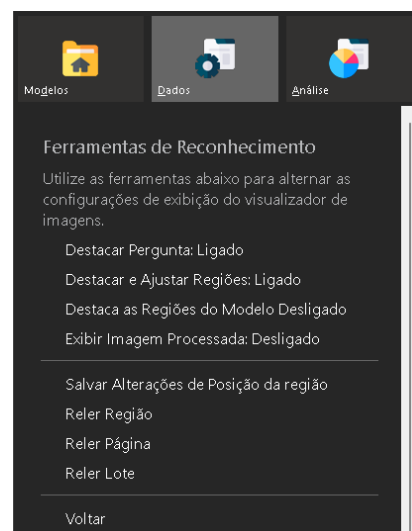 Modelos
Dados
Análise
Ferramentas de Reconhecimento
Utilize as ferramentas abaixo para alternar as
configurações de exibição do visualizador de
imagens.
Destacar Pergunta: Ligado
Destacar e Ajustar Regiões: Ligado
Destaca as Regiões do Modelo Desligado
Exibir Imagem Processada: Desligado
Salvar Alterações de Posição da região
Reler Região
Reler Página
Reler Lote
Voltar